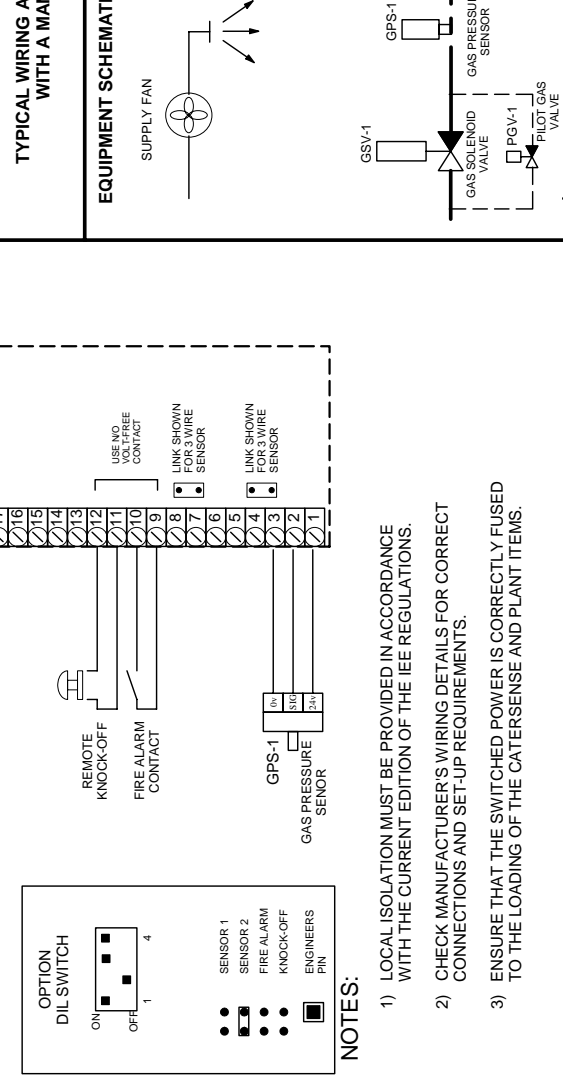 TYPICAL WIRING
WITH A
EQUIPMENT
SUPPLY FAN
GSV-1
GAS SOLENOID
VALVE
PGV-1
PILOT GAS
VALVE
GPS-1
SENSOR
OPTION
DIL SWITCH
ON
OFF
1
4
SENSOR 1
SENSOR 2
FIRE ALARM
KNOCK-OFF
ENGINEERS
PIN
REMOTE
KNOCK-OFF
FIRE ALARM
CONTACT
GPS-1
GAS PRESSURE
SENOR
0v
SIG
24v
16
15
14
13
12
11
10
9
8
7
6
5
4
3
2
1
USE N/O
VOLT-FREE
CONTACT
LINK SHOWN
FOR 3 WIRE
SENSOR
LINK SHOWN
FOR 3 WIRE
SENSOR
NOTES:
1) LOCAL ISOLATION MUST BE PROVIDED IN ACCORDANCE
WITH THE CURRENT EDITION OF THE IEE REGULATIONS.
2) CHECK MANUFACTURER'S WIRING DETAILS FOR CORRECT
CONNECTIONS AND SET-UP REQUIREMENTS.
3) ENSURE THAT THE SWITCHED POWER IS CORRECTLY FUSED
TO THE LOADING OF THE CATERSENSE AND PLANT ITEMS.